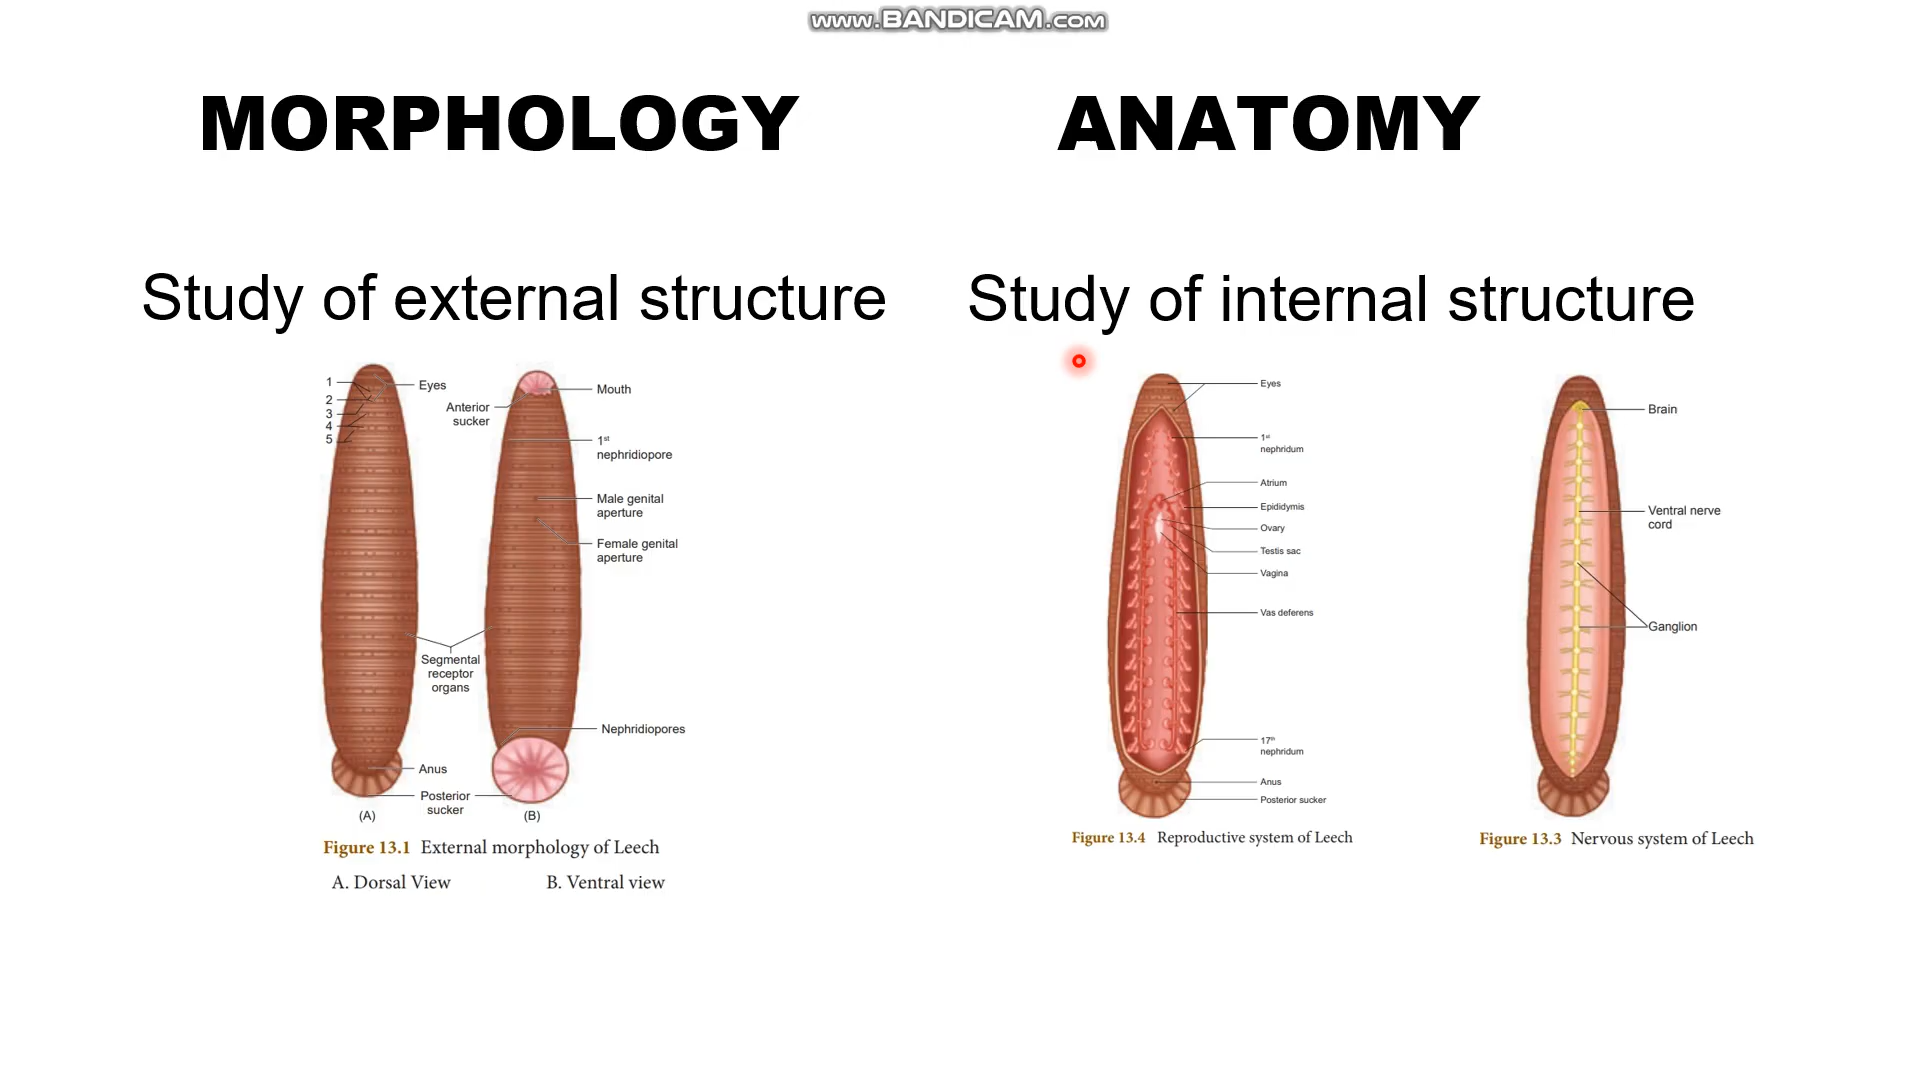 www.BANDICAM.com
MORPHOLOGY
ANATOMY
Study of external structure
Study of internal structure
1
2
3
4
5
Eyes
Anterior
sucker
Mouth
1st
nephridiopore
Male genital
aperture
Female genital
aperture
Segmental
receptor
organs
Nephridiopores
Anus
Posterior
sucker
(A)
(B)
Figure 13.1 External morphology of Leech
A. Dorsal View
B. Ventral view
Eyes
1st
nephridum
Atrium
Epididymis
Ovary
Testis sac
Vagina
Vas deferens
17th
nephridum
Anus
Posterior sucker
Figure 13.4 Reproductive system of Leech
Brain
Ventral nerve
cord
Ganglion
Figure 13.3 Nervous system of Leech